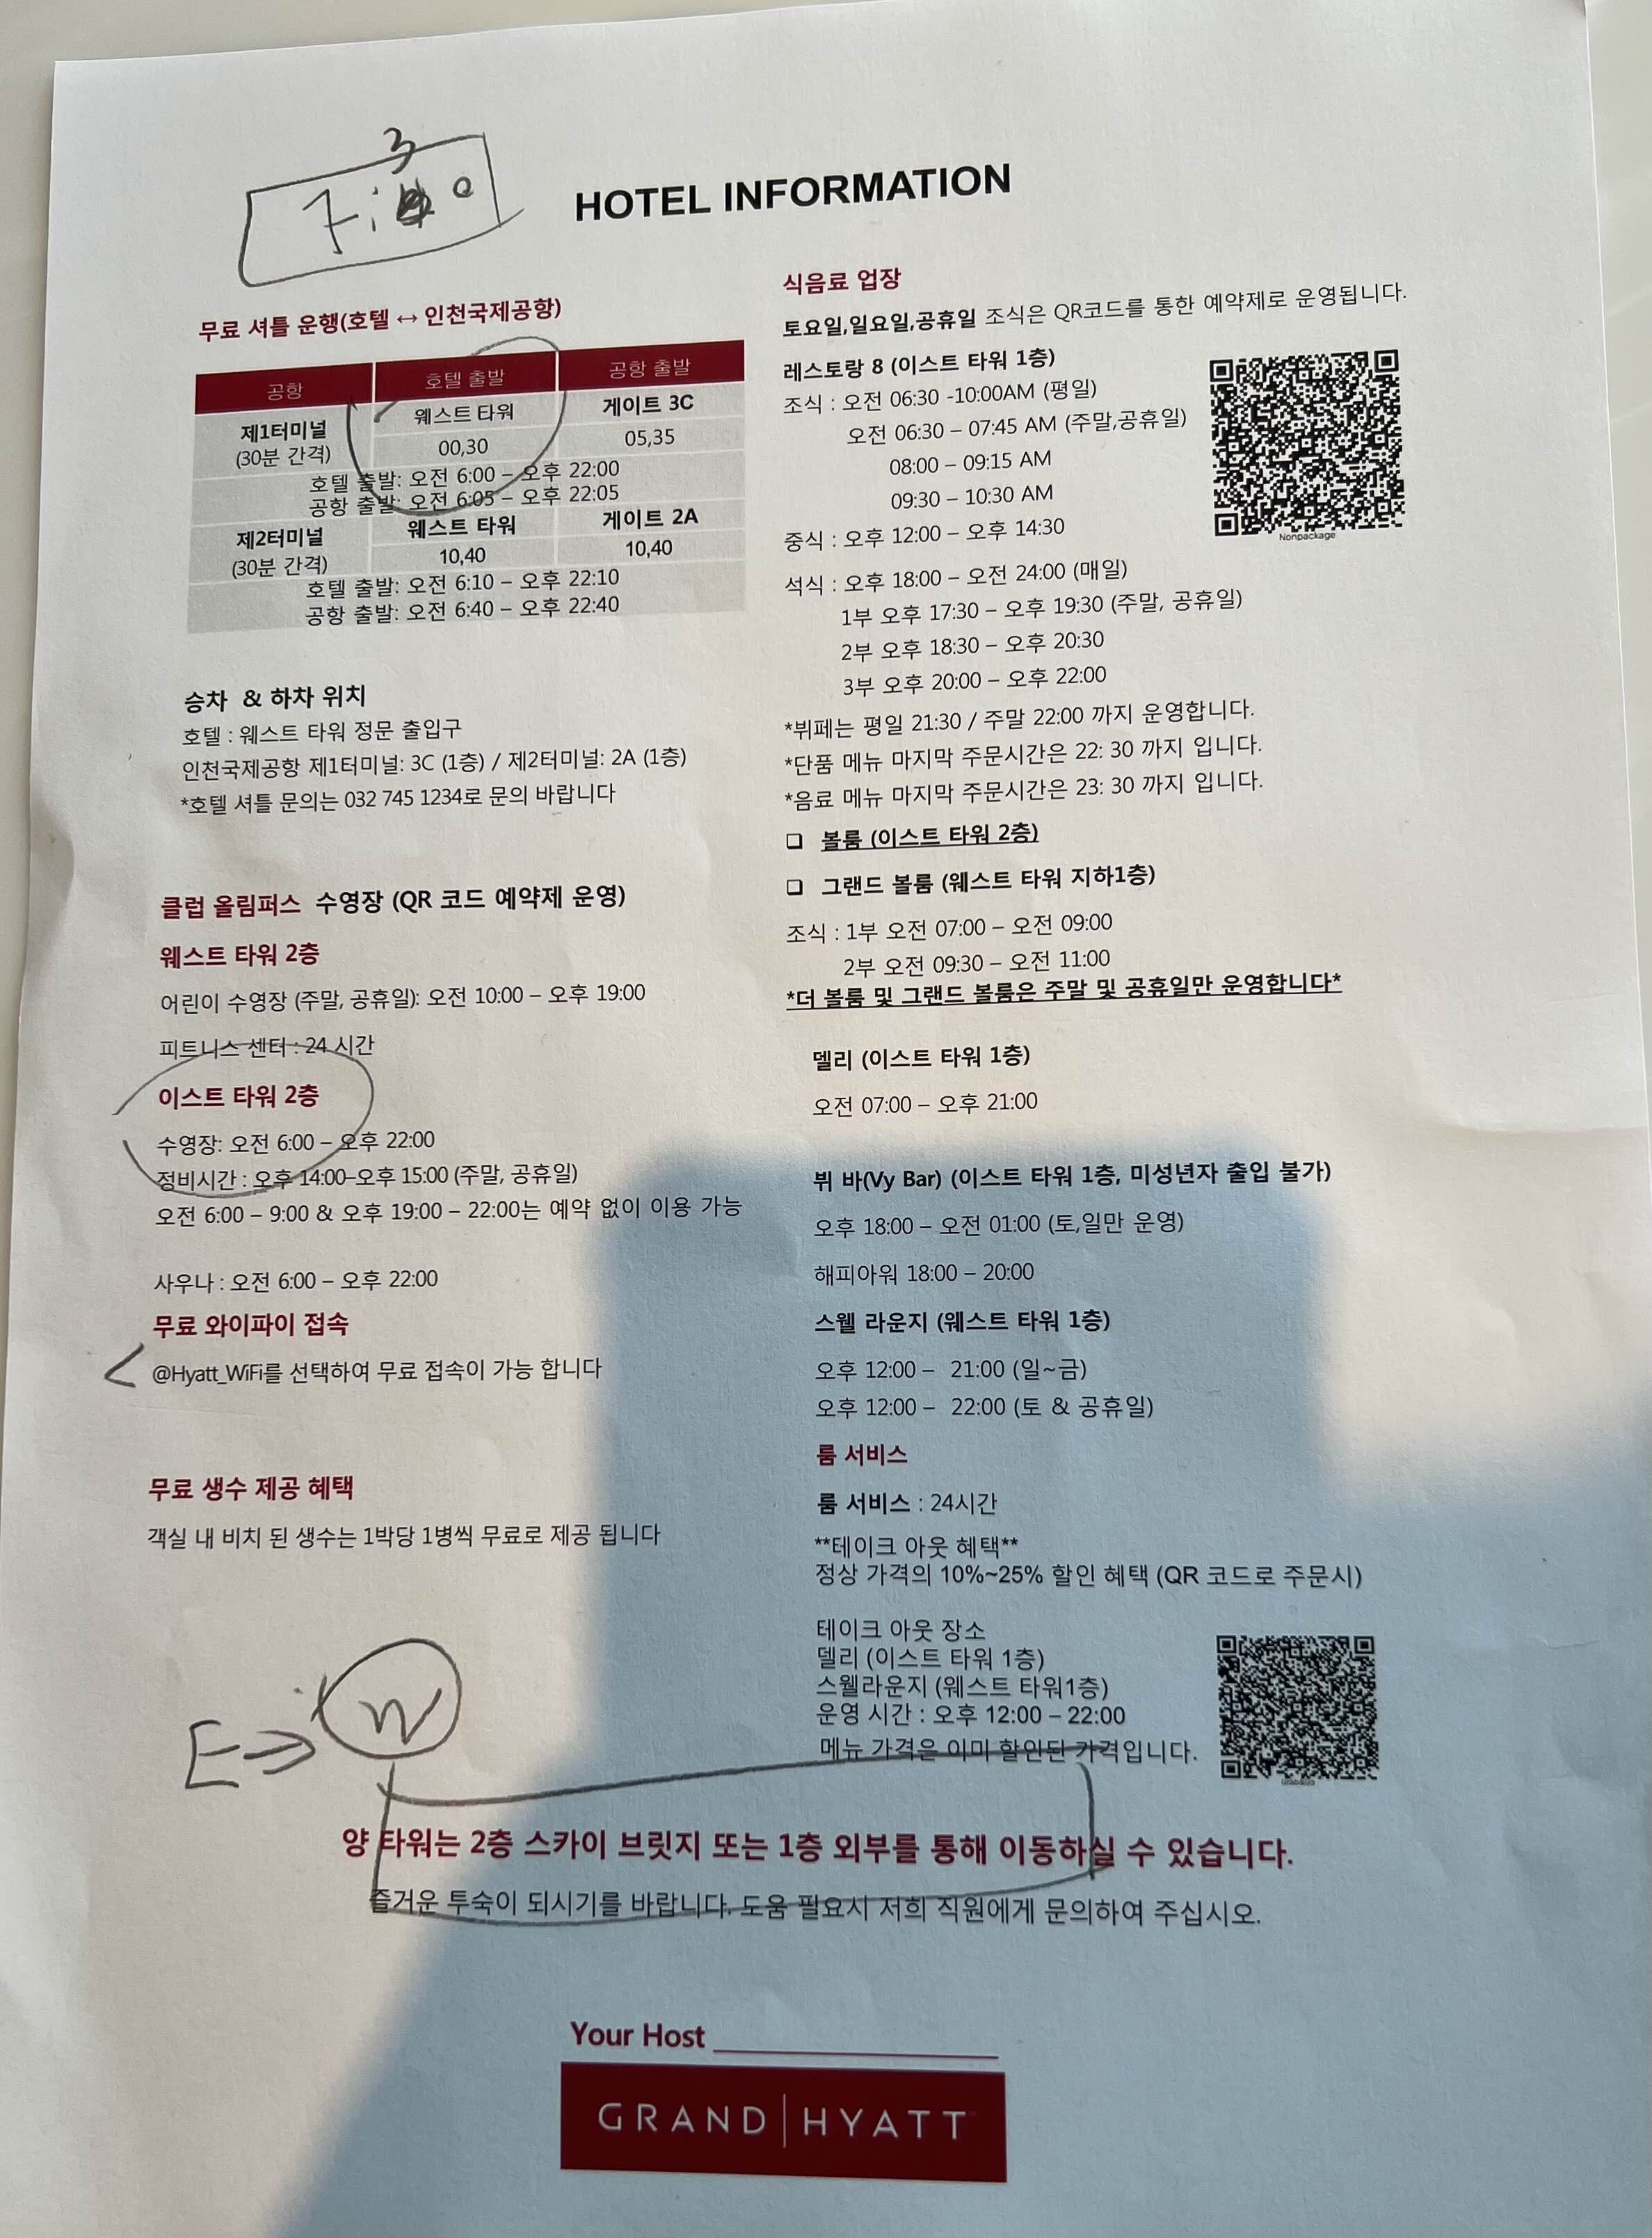 HOTEL INFORMATION
무료 셔틀 운행(호텔 ↔ 인천국제공항)
공항 호텔 출발 공항 출발
제1터미널 웨스트 타워 게이트 3C
(30분 간격) 00,30 05,35
호텔 출발: 오전 6:00 – 오후 22:00
공항 출발: 오전 6:05 – 오후 22:05
제2터미널 웨스트 타워 게이트 2A
(30분 간격) 10,40 10,40
호텔 출발: 오전 6:10 – 오후 22:10
공항 출발: 오전 6:40 – 오후 22:40
승차 & 하차 위치
호텔 : 웨스트 타워 정문 출입구
인천국제공항 제1터미널: 3C (1층) / 제2터미널: 2A (1층)
*호텔 셔틀 문의는 032 745 1234로 문의 바랍니다
클럽 올림퍼스 수영장 (QR 코드 예약제 운영)
웨스트 타워 2층
어린이 수영장 (주말, 공휴일): 오전 10:00 – 오후 19:00
피트니스 센터 : 24 시간
이스트 타워 2층
수영장: 오전 6:00 – 오후 22:00
정비시간 : 오후 14:00–오후 15:00 (주말, 공휴일)
오전 6:00 – 9:00 & 오후 19:00 – 22:00는 예약 없이 이용 가능
사우나 : 오전 6:00 – 오후 22:00
무료 와이파이 접속
@Hyatt_WiFi를 선택하여 무료 접속이 가능 합니다
무료 생수 제공 혜택
객실 내 비치 된 생수는 1박당 1병씩 무료로 제공 됩니다
E⇒ W
식음료 업장
토요일,일요일,공휴일 조식은 QR코드를 통한 예약제로 운영됩니다.
레스토랑 8 (이스트 타워 1층)
조식 : 오전 06:30 -10:00AM (평일)
오전 06:30 – 07:45 AM (주말,공휴일)
08:00 – 09:15 AM
09:30 – 10:30 AM
Nonpackage
중식 : 오후 12:00 – 오후 14:30
석식 : 오후 18:00 – 오전 24:00 (매일)
1부 오후 17:30 – 오후 19:30 (주말, 공휴일)
2부 오후 18:30 – 오후 20:30
3부 오후 20:00 – 오후 22:00
*뷔페는 평일 21:30 / 주말 22:00 까지 운영합니다.
*단품 메뉴 마지막 주문시간은 22: 30 까지 입니다.
*음료 메뉴 마지막 주문시간은 23: 30 까지 입니다.
❑ 볼룸 (이스트 타워 2층)
❑ 그랜드 볼룸 (웨스트 타워 지하1층)
조식 : 1부 오전 07:00 – 오전 09:00
2부 오전 09:30 – 오전 11:00
*더 볼룸 및 그랜드 볼룸은 주말 및 공휴일만 운영합니다*
델리 (이스트 타워 1층)
오전 07:00 – 오후 21:00
뷔 바(Vy Bar) (이스트 타워 1층, 미성년자 출입 불가)
오후 18:00 – 오전 01:00 (토,일만 운영)
해피아워 18:00 – 20:00
스웰 라운지 (웨스트 타워 1층)
오후 12:00 – 21:00 (일~금)
오후 12:00 – 22:00 (토 & 공휴일)
룸 서비스
룸 서비스 : 24시간
**테이크 아웃 혜택**
정상 가격의 10%~25% 할인 혜택 (QR 코드로 주문시)
테이크 아웃 장소
델리 (이스트 타워 1층)
스웰라운지 (웨스트 타워1층)
운영 시간 : 오후 12:00 – 22:00
메뉴 가격은 이미 할인된 가격입니다.
양 타워는 2층 스카이 브릿지 또는 1층 외부를 통해 이동하실 수 있습니다.
즐거운 투숙이 되시기를 바랍니다. 도움 필요시 저희 직원에게 문의하여 주십시오.
Your Host
GRAND HYATT